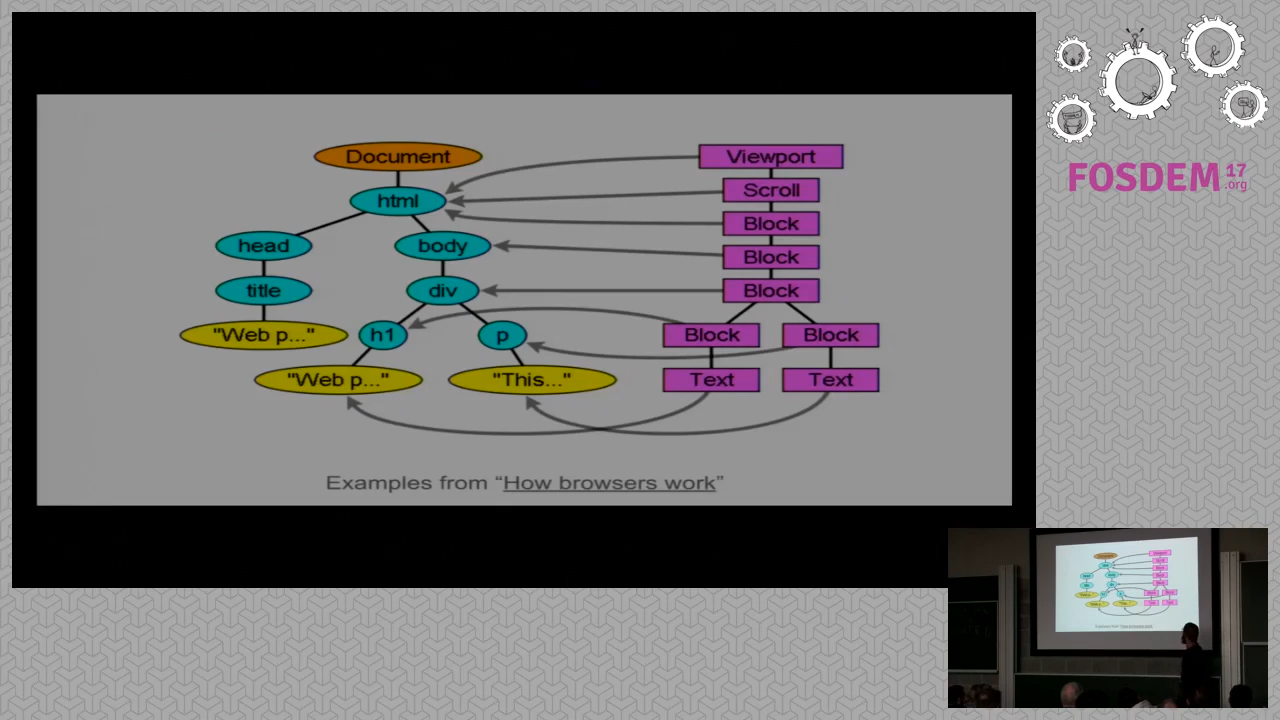 Document
Viewport
html
Scroll
Block
head
body
Block
title
div
Block
"Web p..."
h1
p
Block
Block
"Web p..."
"This..."
Text
Text
Examples from “How browsers work”
FOSDEM 17
.org